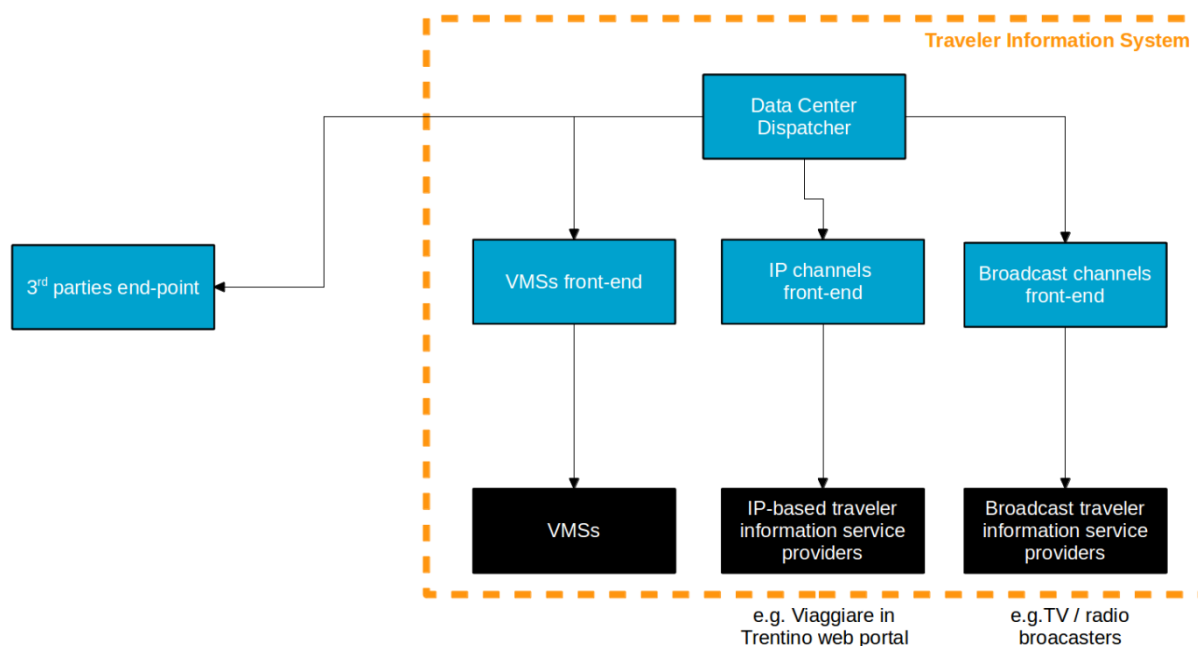 Traveler Information System
Data Center
Dispatcher
3rd parties end-point
VMSs front-end
IP channels
front-end
Broadcast channels
front-end
VMSs
IP-based traveler
information service
providers
Broadcast traveler
information service
providers
e.g. Viaggiare in
Trentino web portal
e.g.TV / radio
broacasters